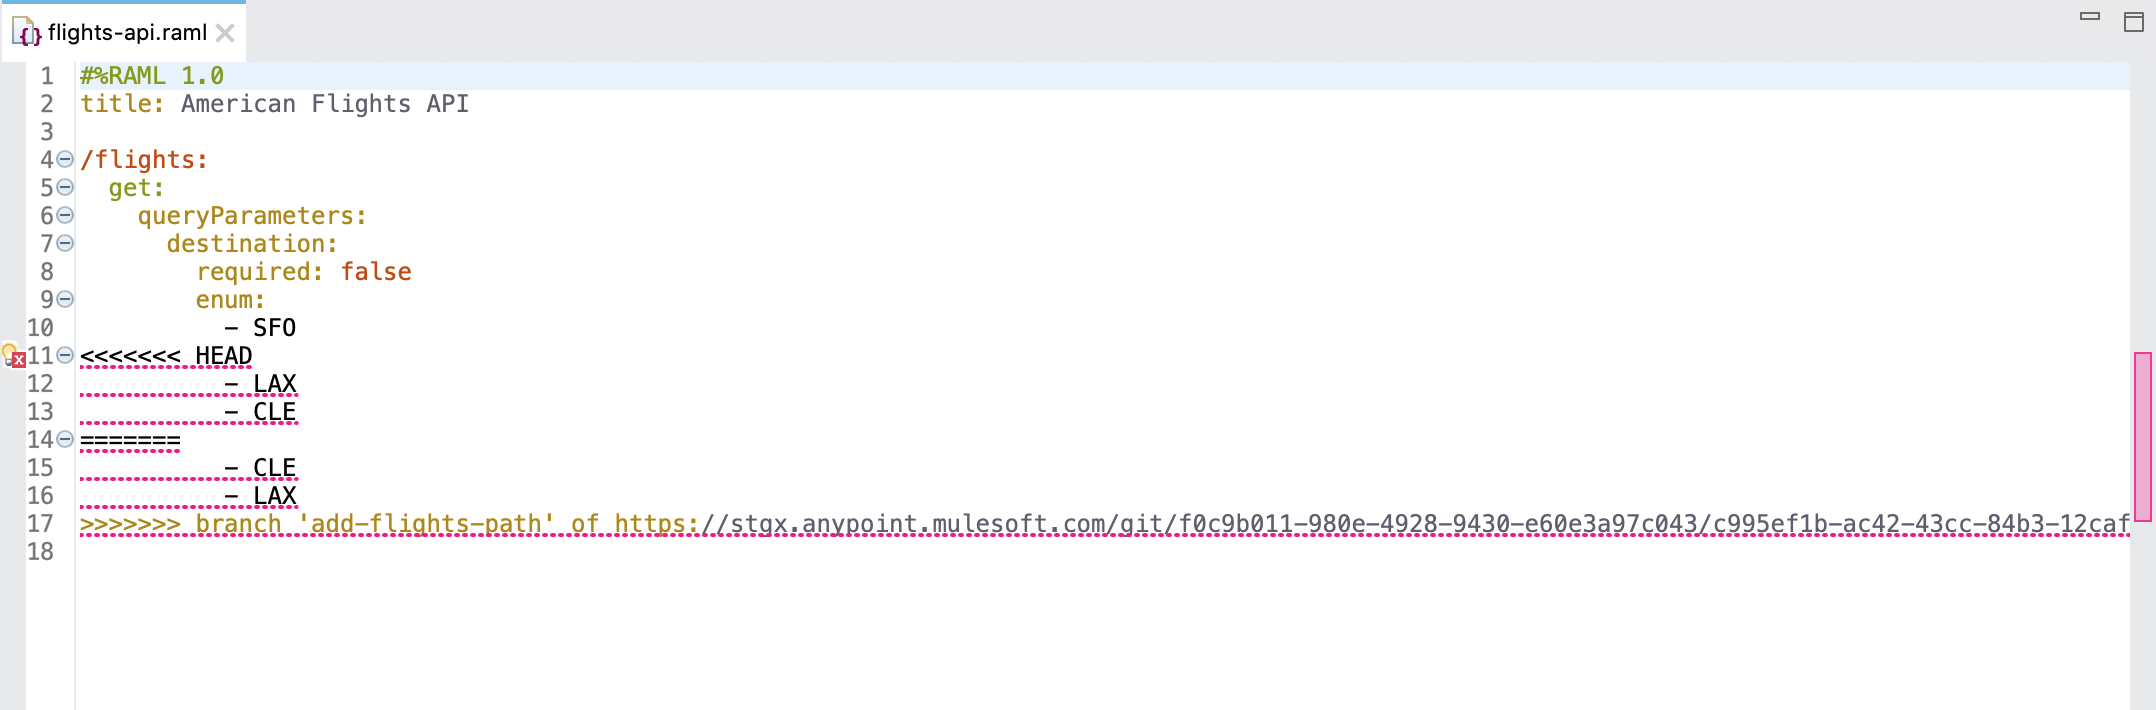 flights-api.raml
1 #%RAML 1.0
2 title: American Flights API
3
4 /flights:
5   get:
6     queryParameters:
7       destination:
8         required: false
9         enum:
10           - SFO
11 <<<<<<< HEAD
12           - LAX
13           - CLE
14 =======
15           - CLE
16           - LAX
17 >>>>>>> branch 'add-flights-path' of https://stgx.anypoint.mulesoft.com/git/f0c9b011-980e-4928-9430-e60e3a97c043/c995ef1b-ac42-43cc-84b3-12caf
18